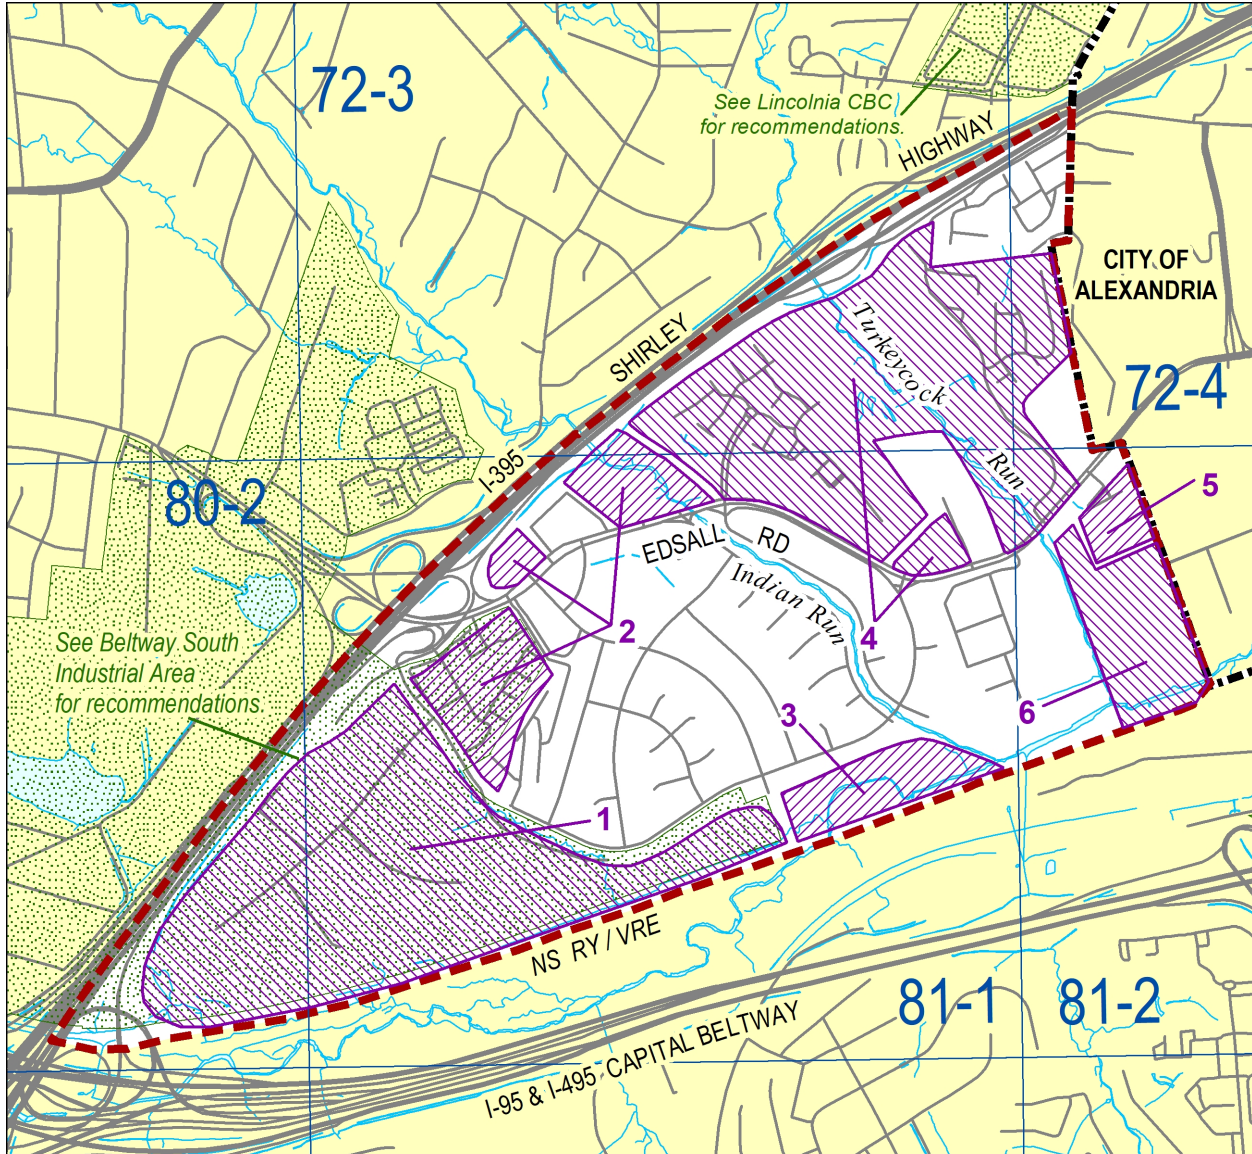 72-3
See Lincolnia CBC
for recommendations.
HIGHWAY
CITY OF
ALEXANDRIA
SHIRLEY
Turkeycock
Run
72-4
I-395
80-2
5
EDSALL RD
Indian Run
2
4
See Beltway South
Industrial Area
for recommendations.
3
6
1
NS RY / VRE
81-1
81-2
I-95 & I-495 CAPITAL BELTWAY